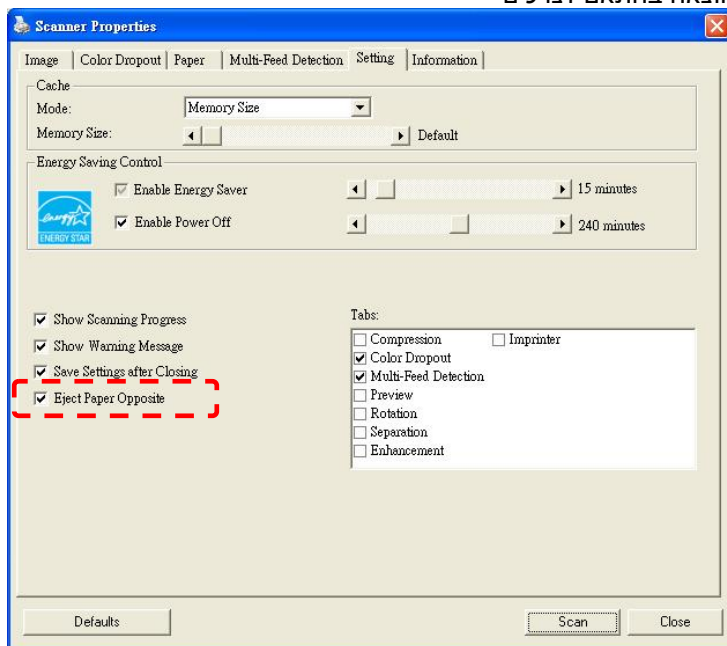 Scanner Properties
Image Color Dropout Paper Multi-Feed Detection Setting Information
Cache
Mode: Memory Size
Memory Size: Default
Energy Saving Control
Enable Energy Saver 15 minutes
Enable Power Off 240 minutes
energy
ENERGY STAR
Show Scanning Progress
Show Warning Message
Save Settings after Closing
Eject Paper Opposite
Tabs:
Compression Imprinter
Color Dropout
Multi-Feed Detection
Preview
Rotation
Separation
Enhancement
Defaults Scan Close